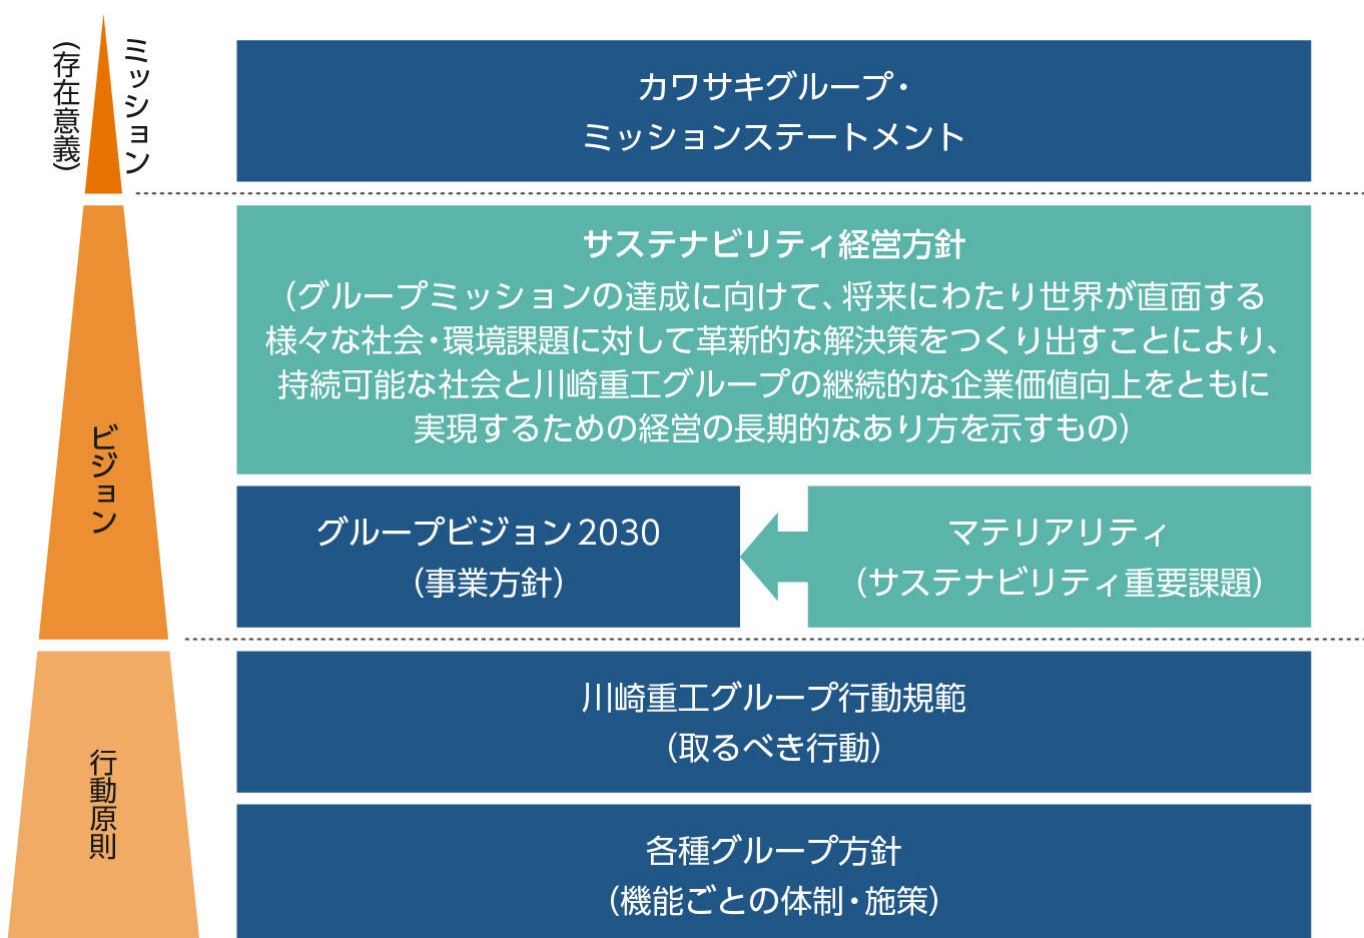 ミッション
（存在意義）
カワサキグループ・
ミッションステートメント
ビジョン
サステナビリティ経営方針
（グループミッションの達成に向けて、将来にわたり世界が直面する
様々な社会・環境課題に対して革新的な解決策をつくり出すことにより、
持続可能な社会と川崎重工グループの継続的な企業価値向上をともに
実現するための経営の長期的なあり方を示すもの）
グループビジョン2030
（事業方針）
マテリアリティ
（サステナビリティ重要課題）
行動原則
川崎重工グループ行動規範
（取るべき行動）
各種グループ方針
（機能ごとの体制・施策）